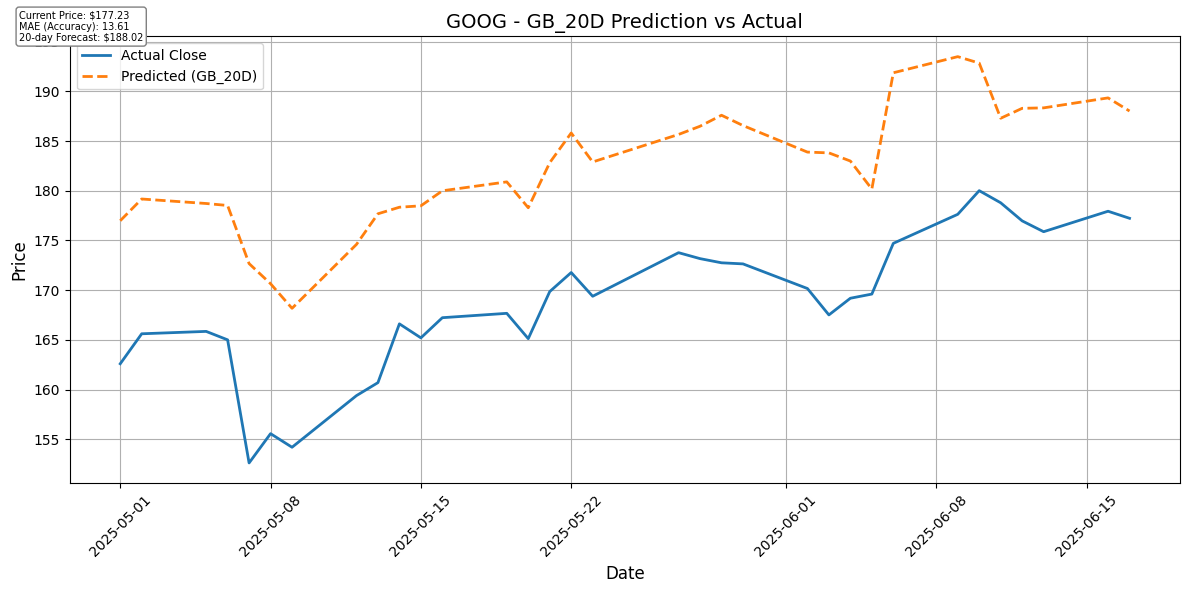 Current Price: $177.23
MAE (Accuracy): 13.61
20-day Forecast: $188.02
GOOG - GB_20D Prediction vs Actual
Actual Close
Predicted (GB_20D)
Price
190
185
180
175
170
165
160
155
2025-05-01
2025-05-08
2025-05-15
2025-05-22
2025-06-01
2025-06-08
2025-06-15
Date